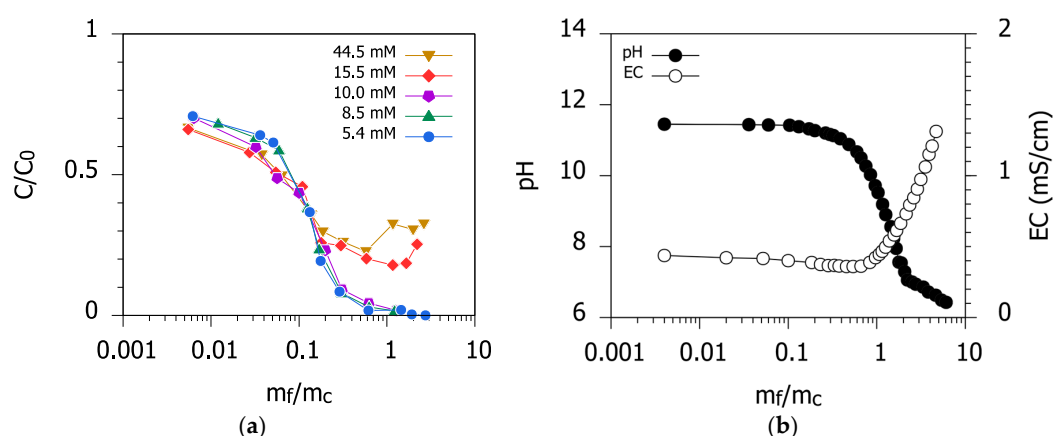 1
44.5 mM
15.5 mM
10.0 mM
8.5 mM
5.4 mM
C/C0
0.5
0
0.001 0.01 0.1 1 10
mf/mc
(a)
14
12
10
8
6
pH
pH
EC
2
1
0
EC (mS/cm)
0.001 0.01 0.1 1 10
mf/mc
(b)